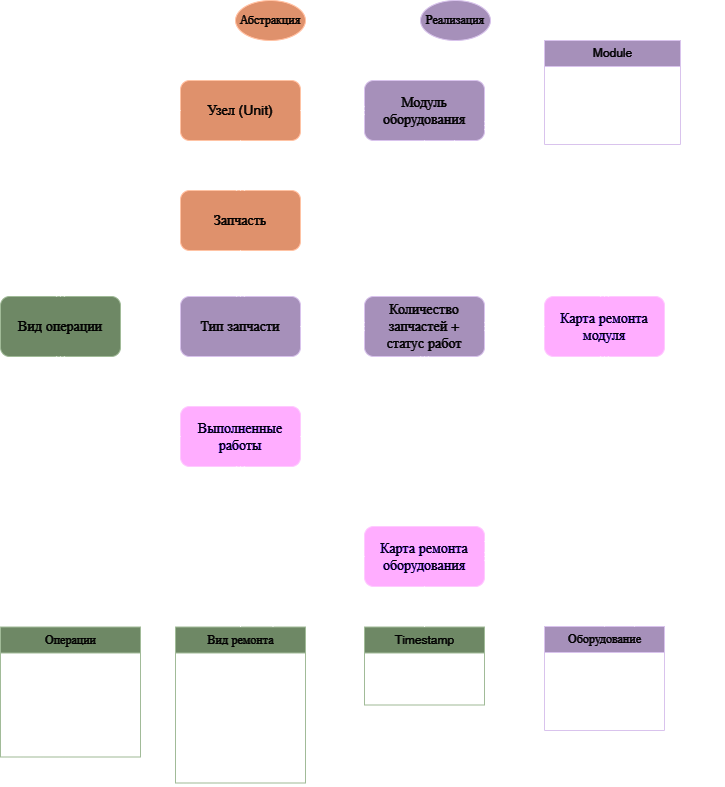 Абстракция
Реализация
Module
Узел (Unit)
Модуль
оборудования
Запчасть
Вид операции
Тип запчасти
Количество
запчастей +
статус работ
Карта ремонта
модуля
Выполненные
работы
Карта ремонта
оборудования
Операции
Вид ремонта
Timestamp
Оборудование